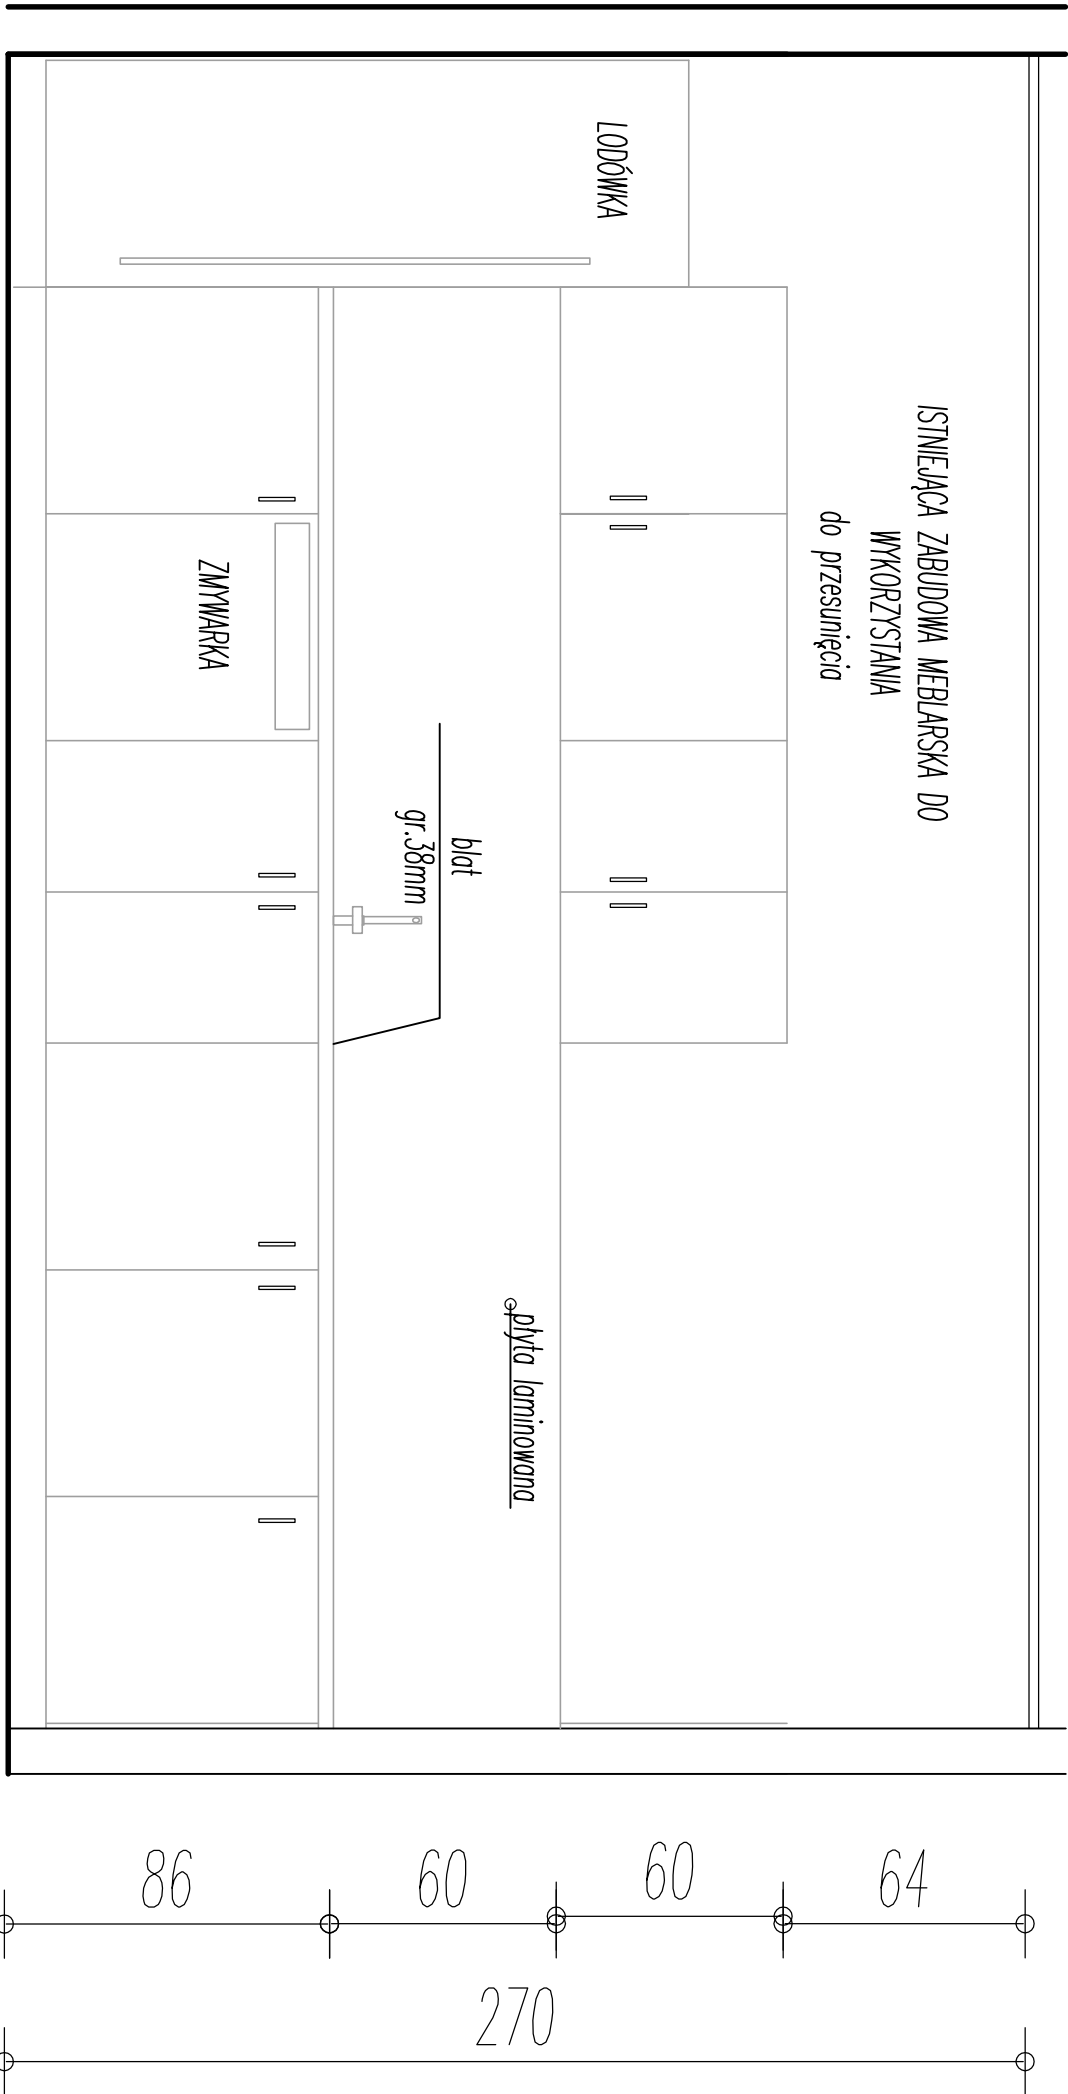 ISTNIEJĄCA ZABUDOWA MEBLARSKA DO
WYKORZYSTANIA
do przesunięcia
LODÓWKA
blat
gr.38mm
płyta laminowana
ZMYWARKA
86
60
60
64
270